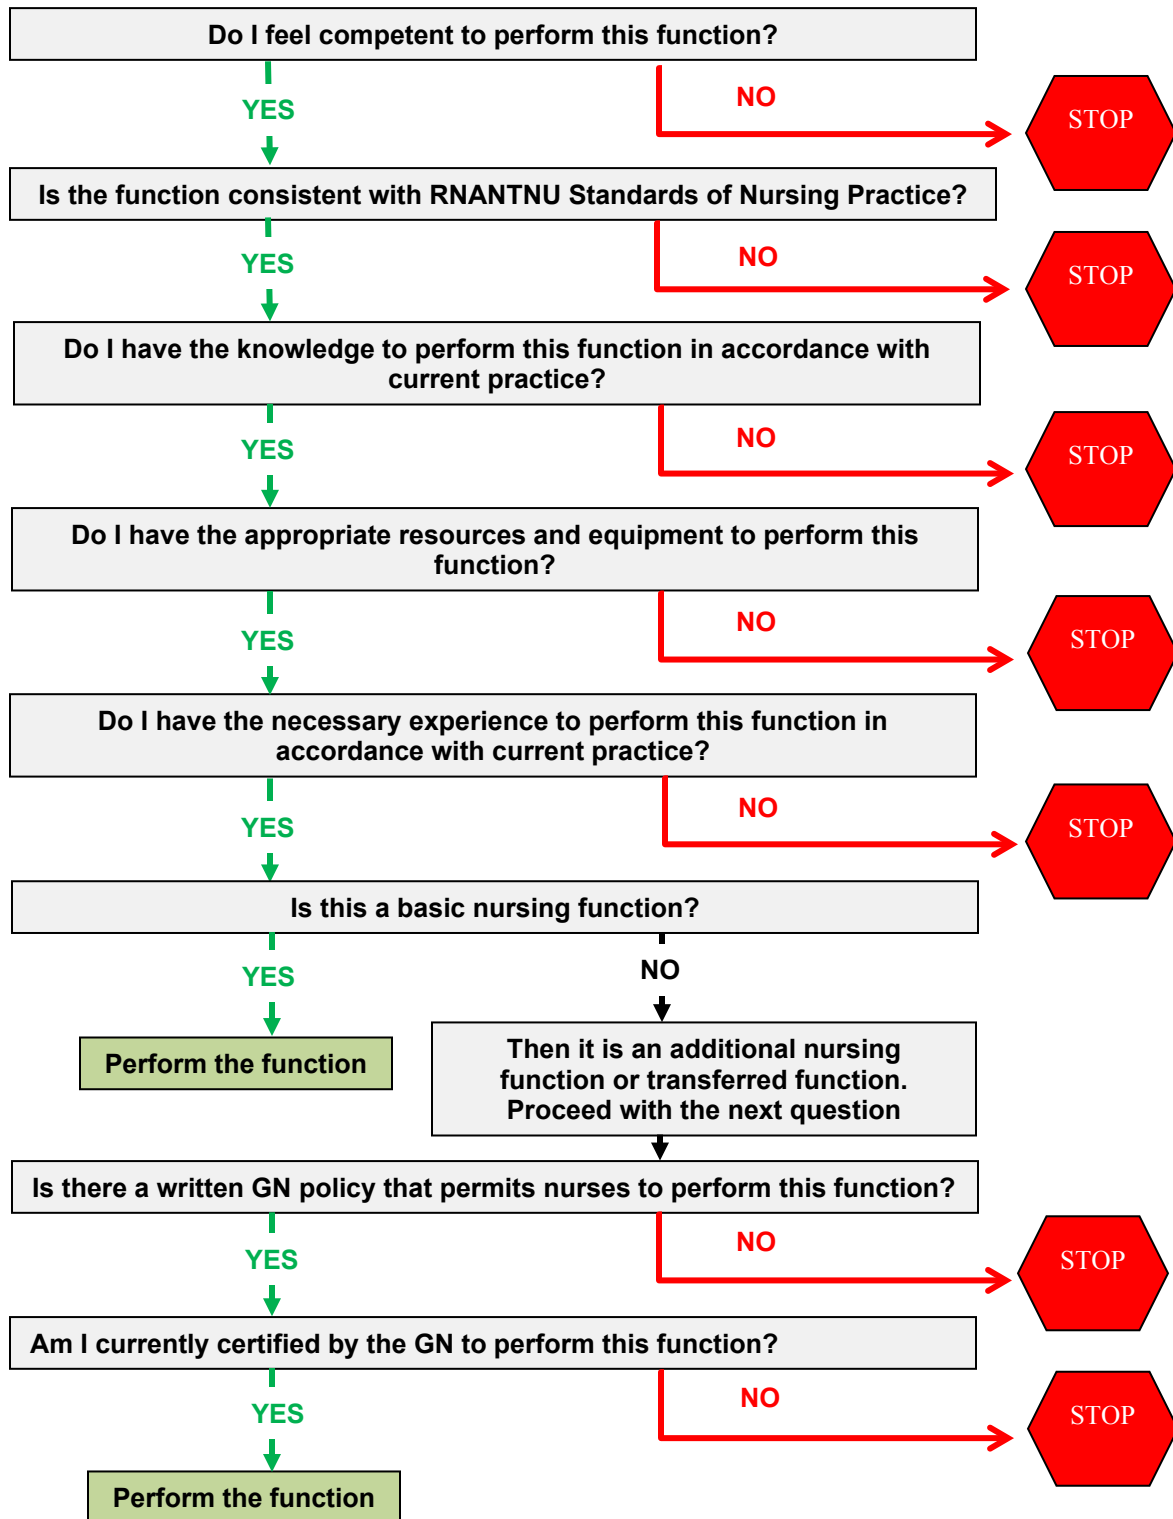 Do I feel competent to perform this function?
YES
NO
STOP
Is the function consistent with RNANTNU Standards of Nursing Practice?
YES
NO
STOP
Do I have the knowledge to perform this function in accordance with
current practice?
YES
NO
STOP
Do I have the appropriate resources and equipment to perform this
function?
YES
NO
STOP
Do I have the necessary experience to perform this function in
accordance with current practice?
YES
NO
STOP
Is this a basic nursing function?
YES
NO
Perform the function
Then it is an additional nursing
function or transferred function.
Proceed with the next question
Is there a written GN policy that permits nurses to perform this function?
YES
NO
STOP
Am I currently certified by the GN to perform this function?
YES
NO
STOP
Perform the function